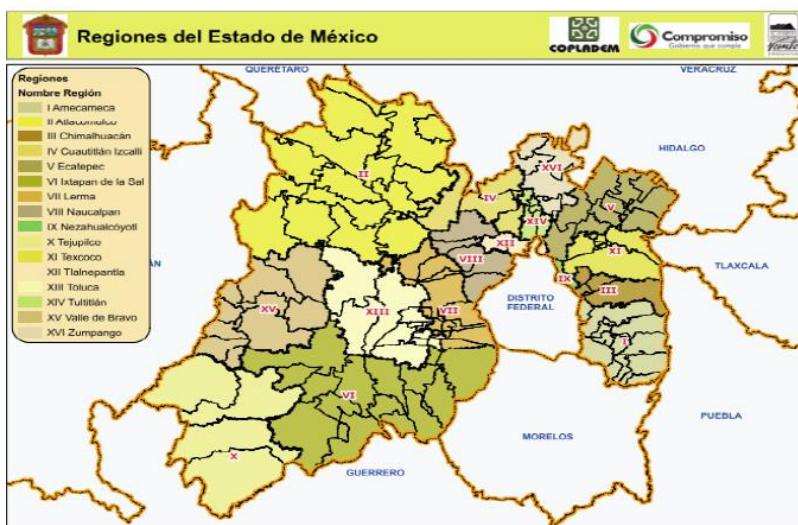 Regiones del Estado de México
COPLADEM
Compromiso
Gobierno que cumple
QUERÉTARO
VERACRUZ
Regiones
Nombre Región
I Amecameca
II Atlacomulco
III Chimalhuacán
IV Cuautitlán Izcalli
V Ecatepec
VI Ixtapan de la Sal
VII Lerma
VIII Naucalpan
IX Nezahualcóyotl
X Tejupilco
XI Texcoco
XII Tlalnepantla
XIII Toluca
XIV Tultitlán
XV Valle de Bravo
XVI Zumpango
HIDALGO
XVI
II
IV
V
XIV
XII
XI
VIII
TLAXCALA
IX
III
DISTRITO
FEDERAL
XV
XIII
VII
I
VI
PUEBLA
MORELOS
X
GUERRERO